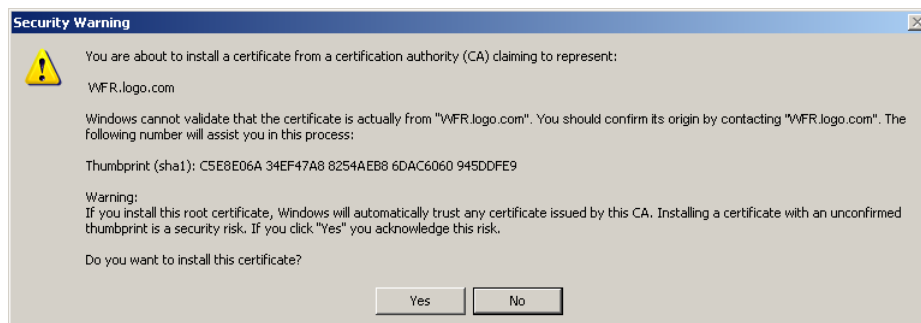 Security Warning
You are about to install a certificate from a certification authority (CA) claiming to represent:
WFR.logo.com
Windows cannot validate that the certificate is actually from "WFR.logo.com". You should confirm its origin by contacting "WFR.logo.com". The
following number will assist you in this process:
Thumbprint (sha1): C5E8E06A 34EF47A8 8254AEB8 6DAC6060 945DDFE9
Warning:
If you install this root certificate, Windows will automatically trust any certificate issued by this CA. Installing a certificate with an unconfirmed
thumbprint is a security risk. If you click "Yes" you acknowledge this risk.
Do you want to install this certificate?
Yes
No